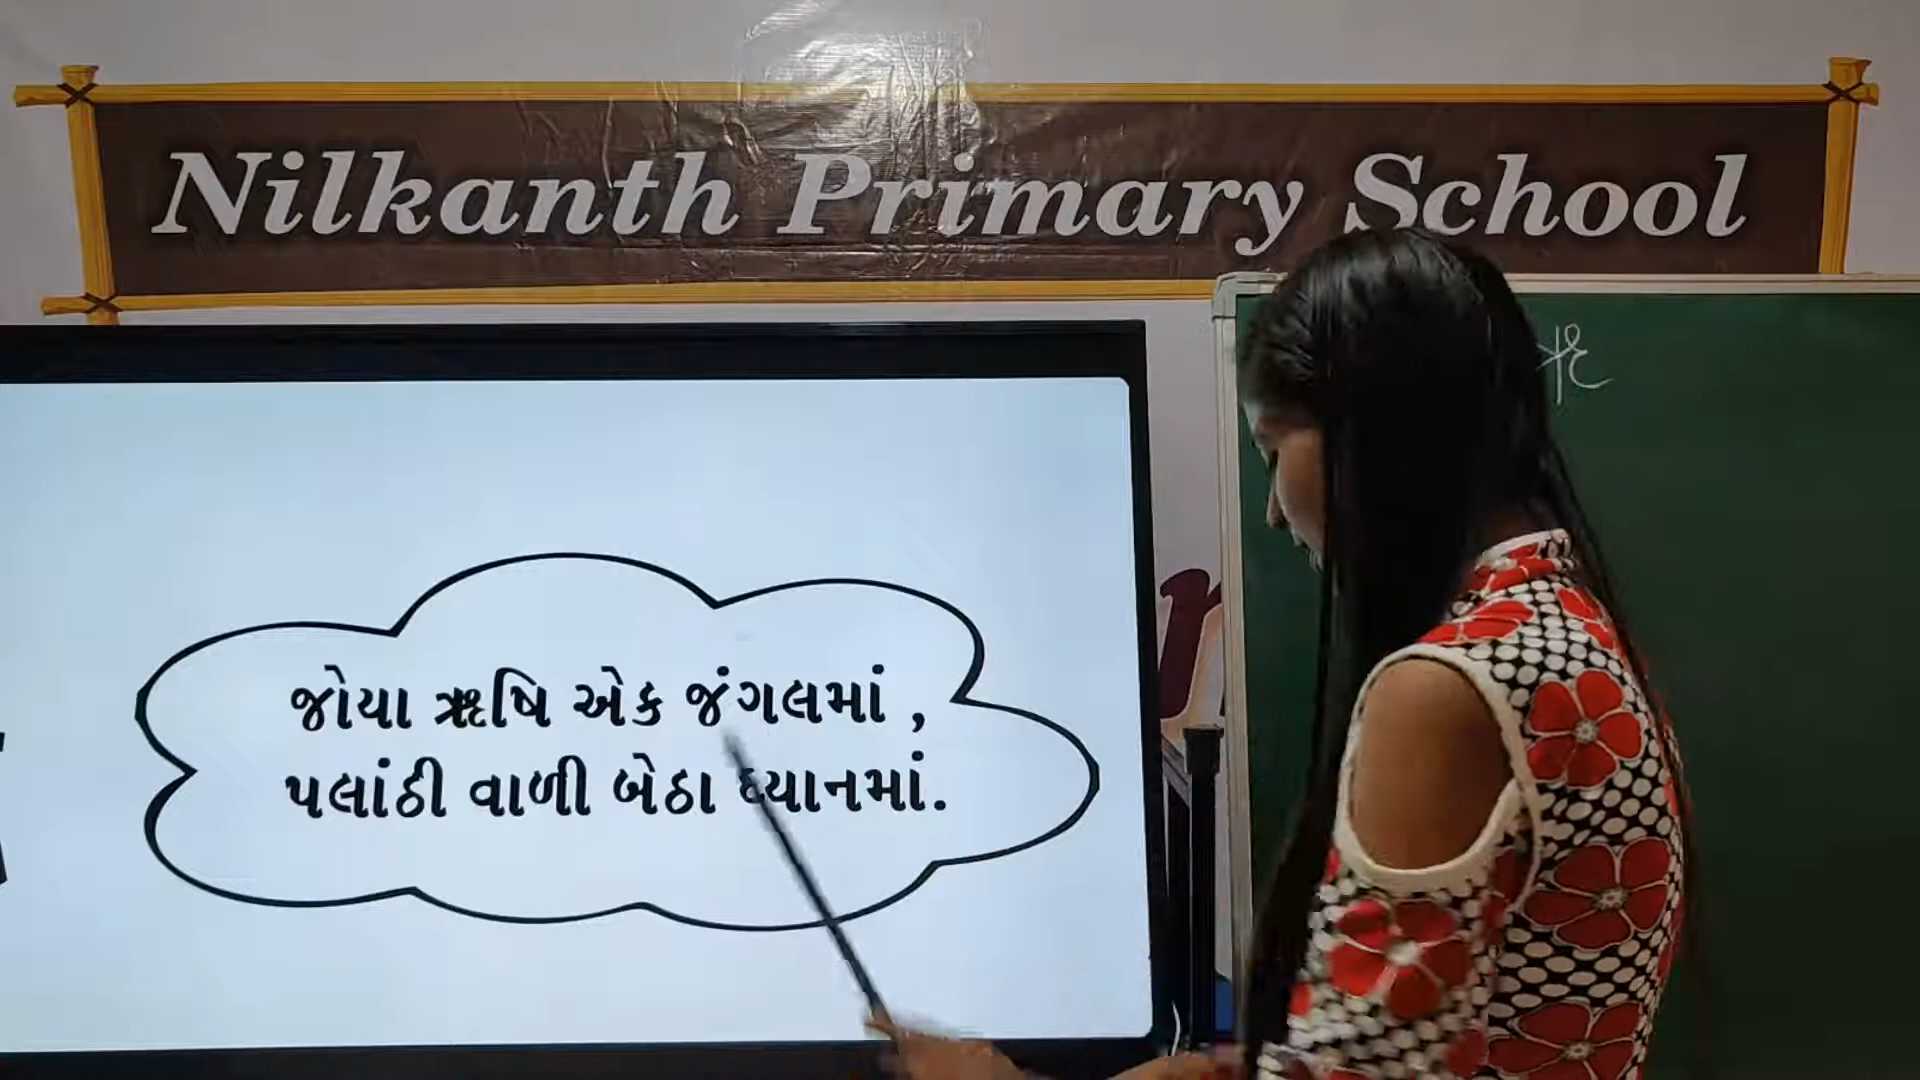 Nilkanth Primary School
ઋ
જોયા ઋષિ એક જંગલમાં ,
પલાંઠી વાળી બેઠા ધ્યાનમાં.